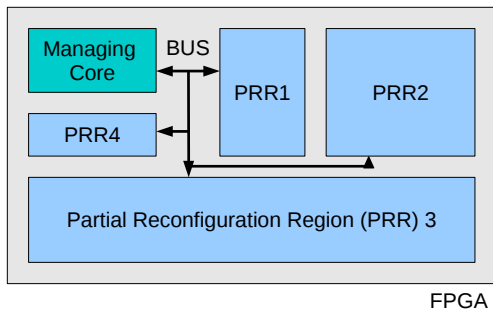 Managing
Core
BUS
PRR1
PRR2
PRR4
Partial Reconfiguration Region (PRR) 3
FPGA